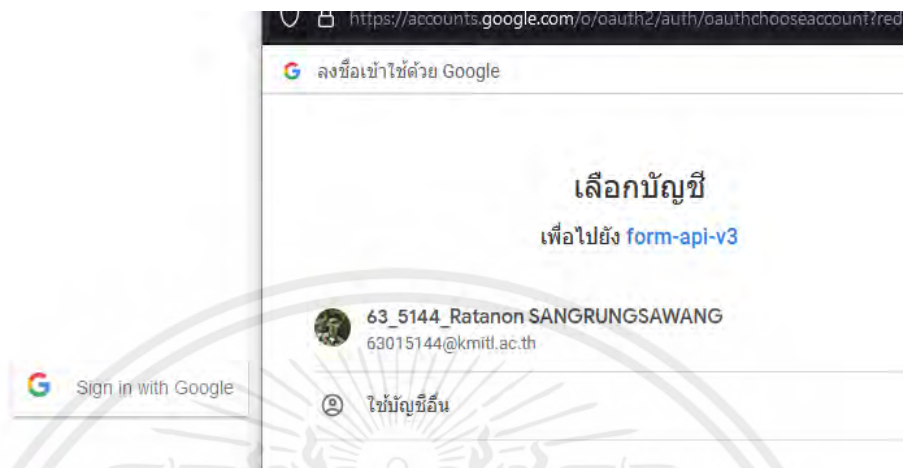 https://accounts.google.com/o/oauth2/auth/oauthchooseaccount?red
ลงชื่อเข้าใช้ด้วย Google
เลือกบัญชี
เพื่อไปยัง form-api-v3
63_5144_Ratanon SANGRUNGSAWANG
63015144@kmitl.ac.th
Sign in with Google
ใช้บัญชีอื่น